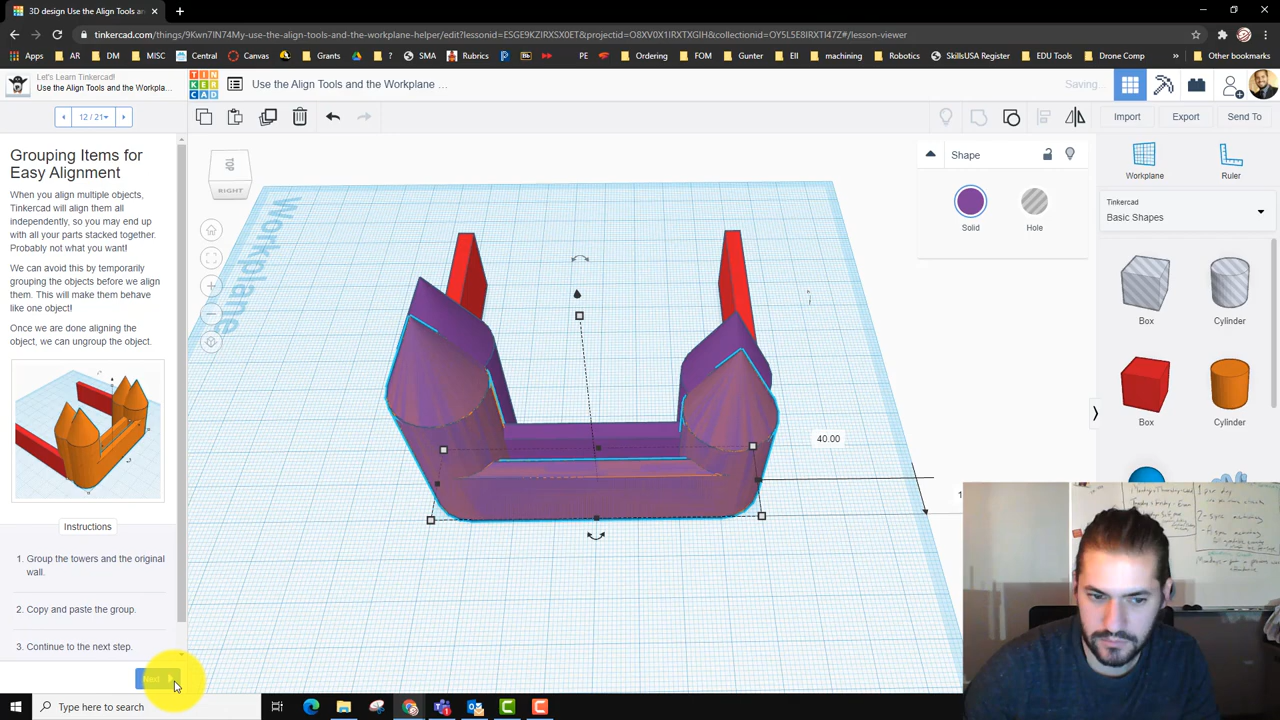 3D design Use the Align Tools an
tinkercad.com/things/9Kwn7lN74My-use-the-align-tools-and-the-workplane-helper/edit?lessonid=ESGE9KZIRXSX0ET&projectid=O8XV0X1IRXTXGIH&collectionid=OY5L5E8IRXTI47Z#/lesson-viewer
Apps AR DM MISC Central Canva Grants E ? SMA Rubrics PE Ordering FOM Gunter E! machining Robotics SkillsUSA Register EDU Tools Drone Comp Other bookmarks
Let's Learn Tinkercad!
Use the Align Tools and the Workpla...
TIN
KER
CAD
Use the Align Tools and the Workplane ...
Saving...
12 / 21
Import Export Send To
Grouping Items for
Easy Alignment
When you align multiple objects,
Tinkercad will align them all
independently, so you may end up
with all your parts stacked together.
Probably not what you want!
We can avoid this by temporarily
grouping the objects before we align
them. This will make them behave
like one object!
Once we are done aligning the
object, we can ungroup the object.
Instructions
1. Group the towers and the original
wall.
2. Copy and paste the group.
3. Continue to the next step.
Next
TOP
RIGHT
Workplane
40.00
Shape
Solid
Hole
Workplane
Ruler
Tinkercad
Basic Shapes
Box
Cylinder
Box
Cylinder
Type here to search